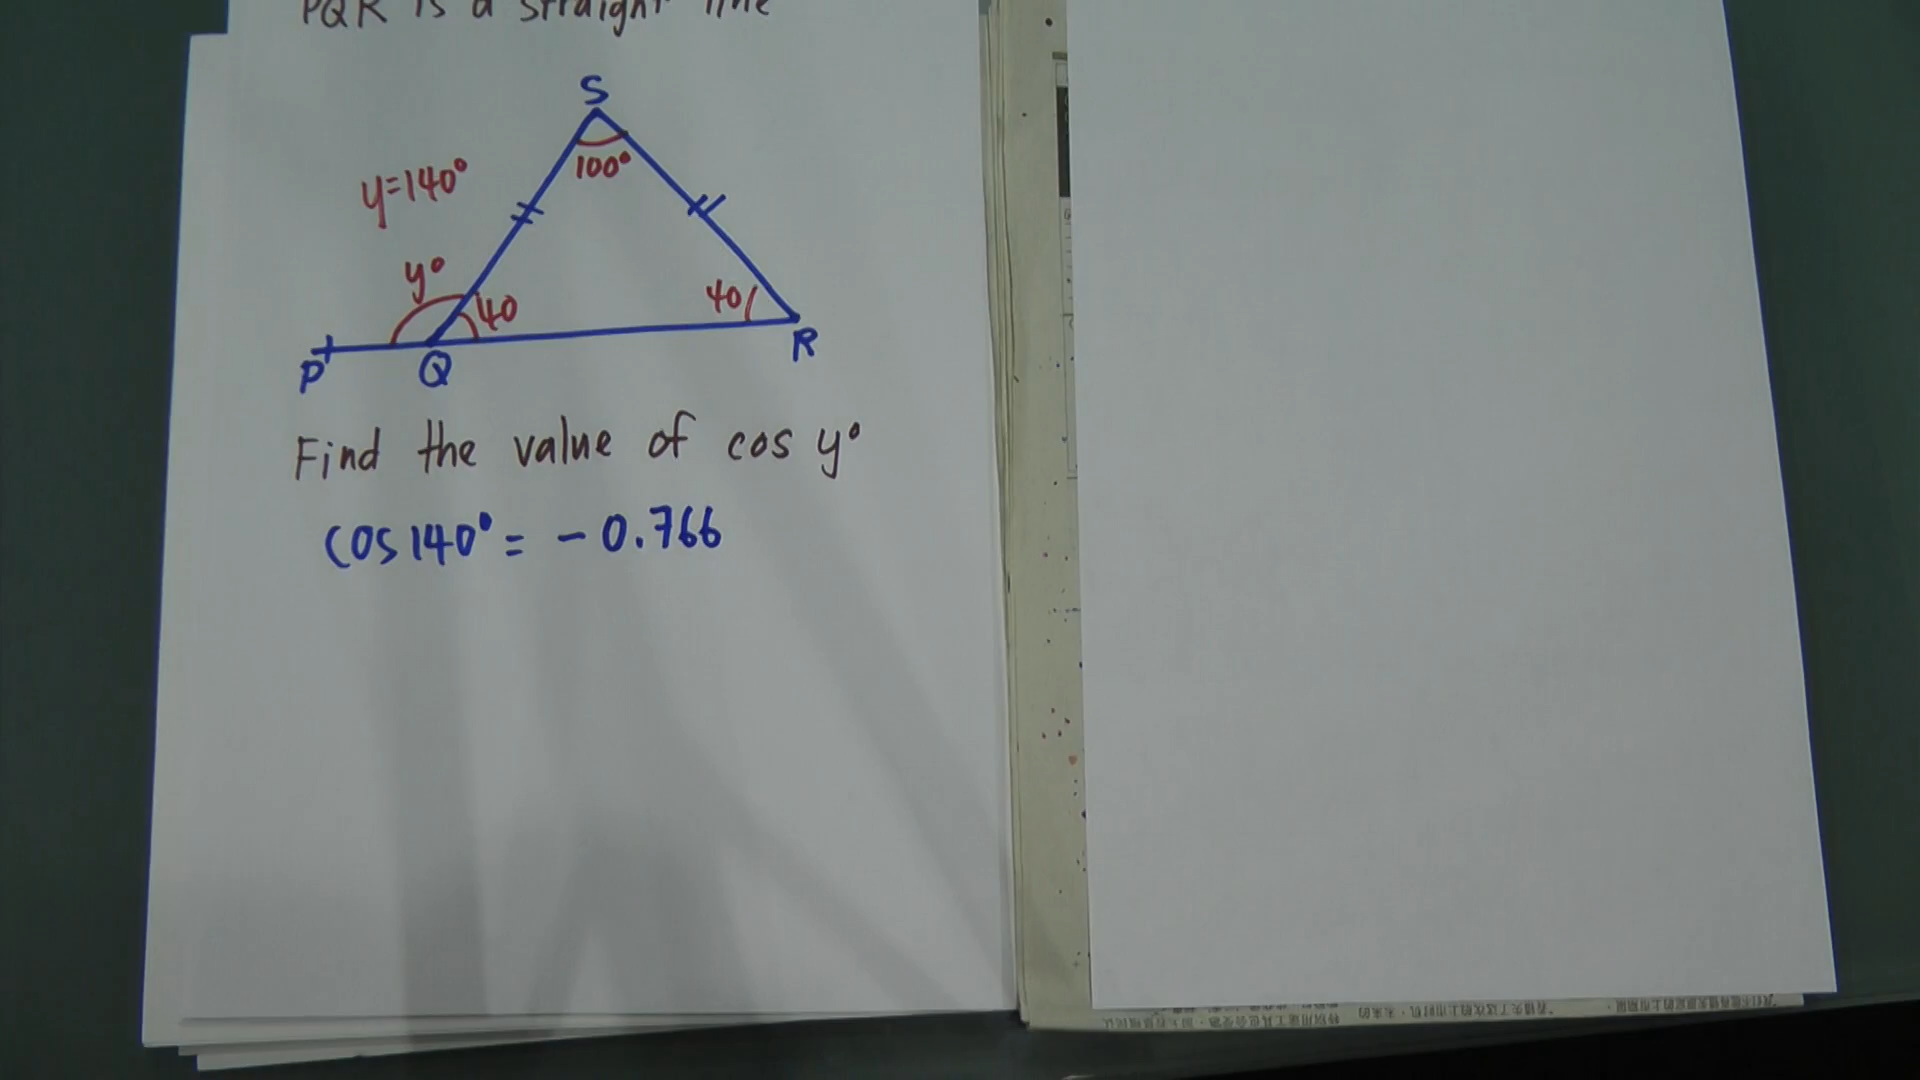 PQR is a straight line
S
100°
y=140°
y°
40
40
P
Q
R
Find the value of cos y°
cos 140° = - 0.766